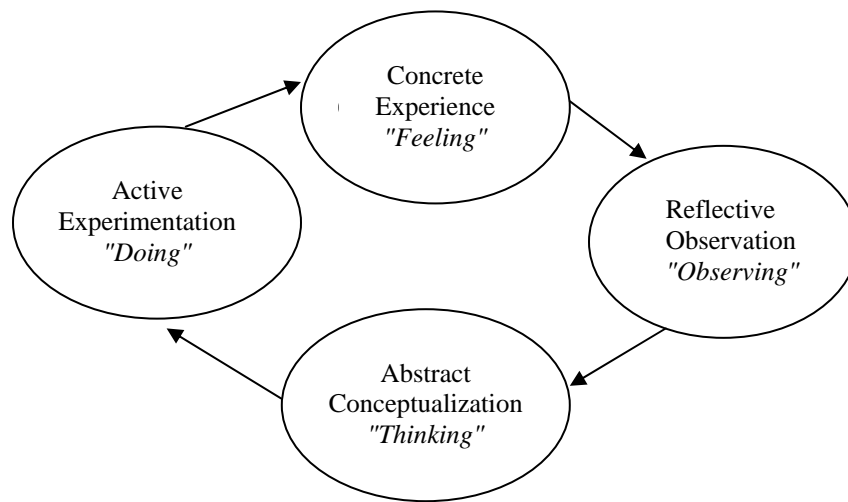 Concrete
Experience
"Feeling"
Active
Experimentation
"Doing"
Reflective
Observation
"Observing"
Abstract
Conceptualization
"Thinking"